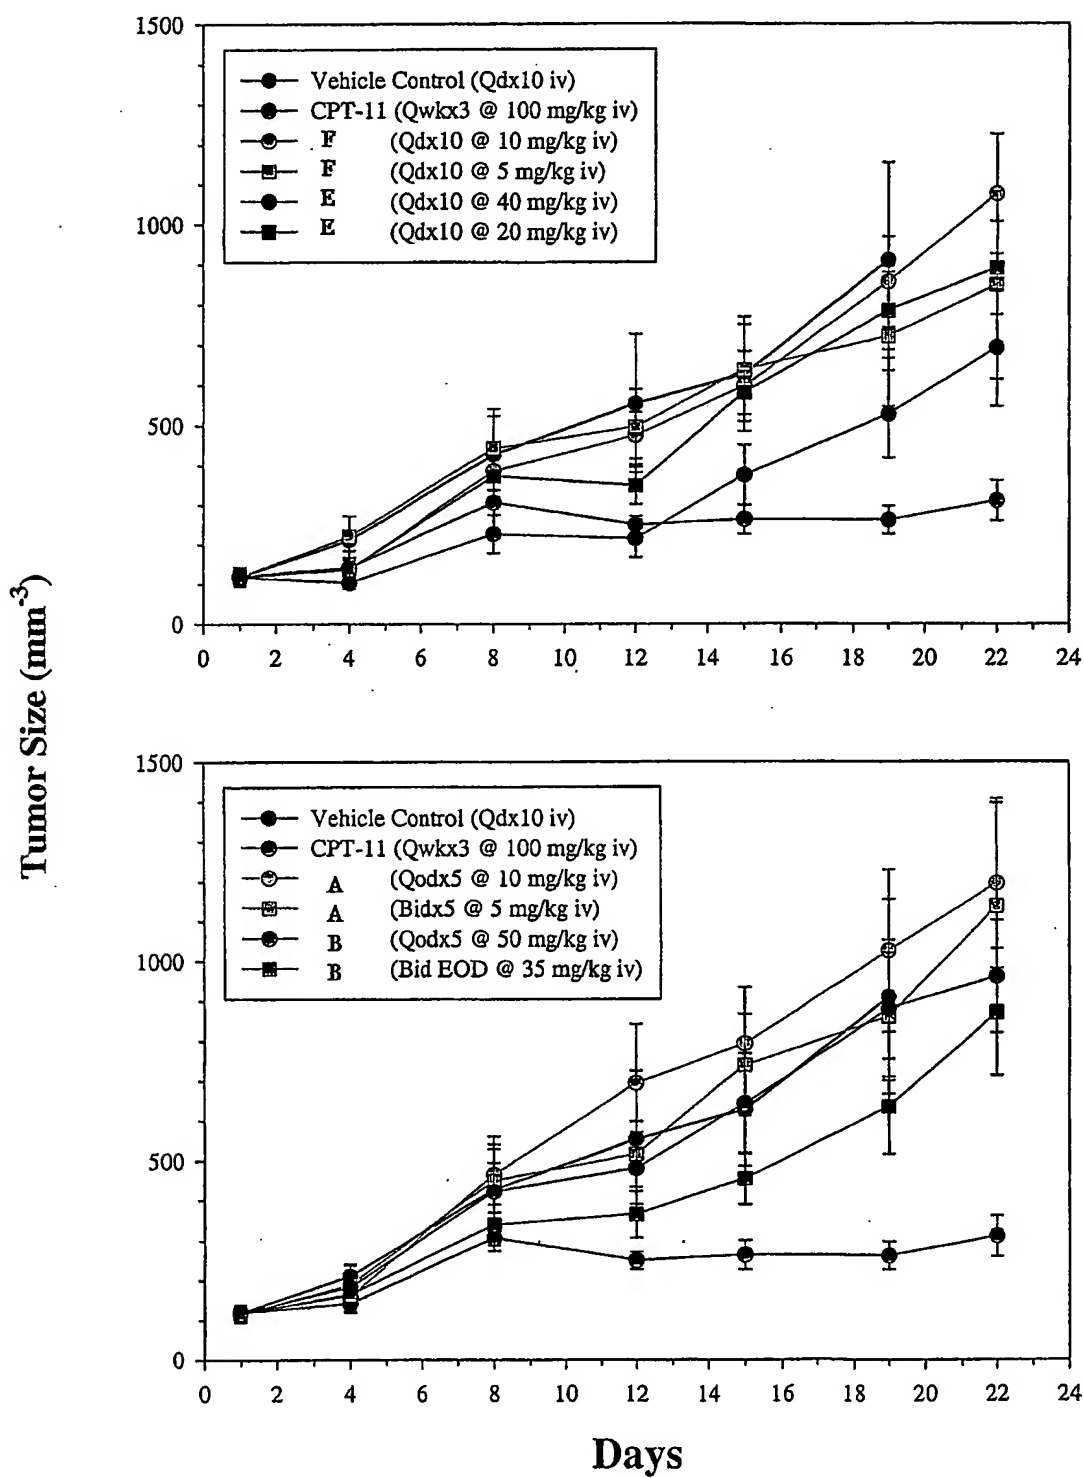 Tumor Size (mm-3)
1500
1000
500
0
Vehicle Control (Qdx10 iv)
CPT-11 (Qwkx3 @ 100 mg/kg iv)
F (Qdx10 @ 10 mg/kg iv)
F (Qdx10 @ 5 mg/kg iv)
E (Qdx10 @ 40 mg/kg iv)
E (Qdx10 @ 20 mg/kg iv)
0 2 4 6 8 10 12 14 16 18 20 22 24
1500
1000
500
0
Vehicle Control (Qdx10 iv)
CPT-11 (Qwkx3 @ 100 mg/kg iv)
A (Qodx5 @ 10 mg/kg iv)
A (Bidx5 @ 5 mg/kg iv)
B (Qodx5 @ 50 mg/kg iv)
B (Bid EOD @ 35 mg/kg iv)
0 2 4 6 8 10 12 14 16 18 20 22 24
Days